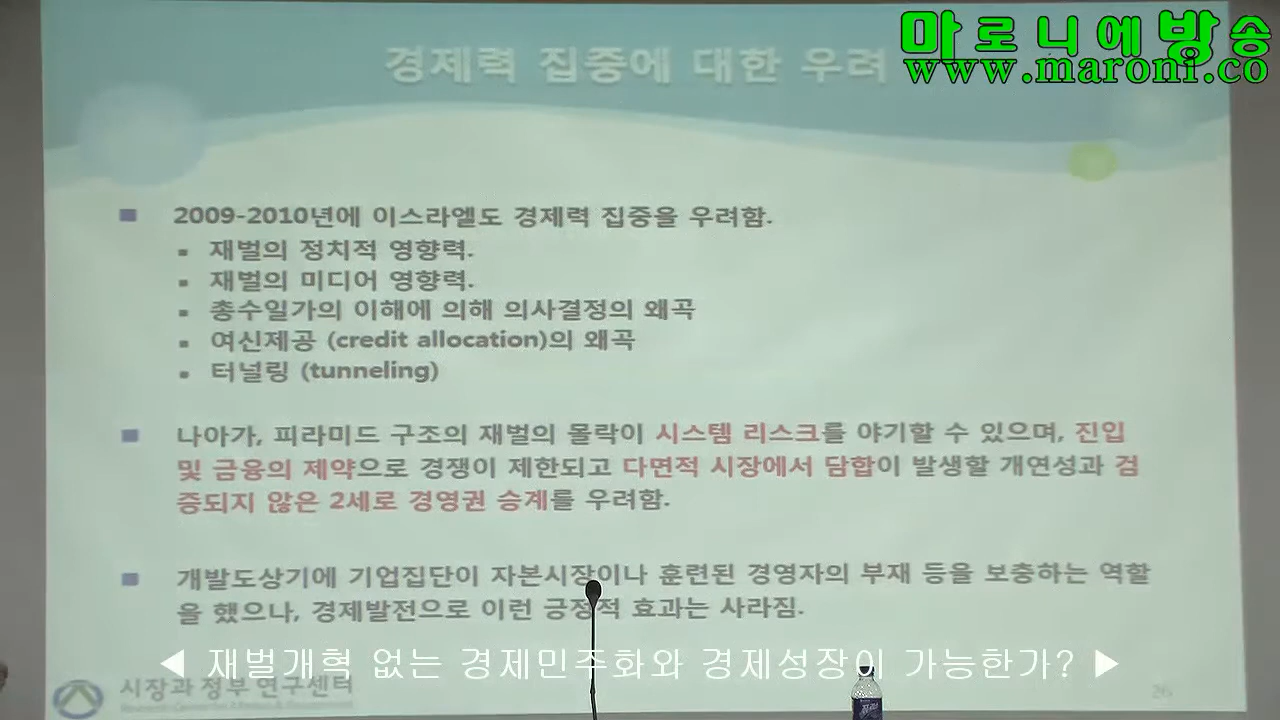 마로니에방송
www.maroni.co
경제력 집중에 대한 우려
2009-2010년에 이스라엘도 경제력 집중을 우려함.
재벌의 정치적 영향력.
재벌의 미디어 영향력.
총수일가의 이해에 의해 의사결정의 왜곡
여신제공 (credit allocation)의 왜곡
터널링 (tunneling)
나아가, 피라미드 구조의 재벌의 몰락이 시스템 리스크를 야기할 수 있으며, 진입
및 금융의 제약으로 경쟁이 제한되고 다면적 시장에서 담합이 발생할 개연성과 검
증되지 않은 2세로 경영권 승계를 우려함.
개발도상기에 기업집단이 자본시장이나 훈련된 경영자의 부재 등을 보충하는 역할
을 했으나, 경제발전으로 이런 긍정적 효과는 사라짐.
◀ 재벌개혁 없는 경제민주화와 경제성장이 가능한가? ▶
시장과 정부 연구센터
26